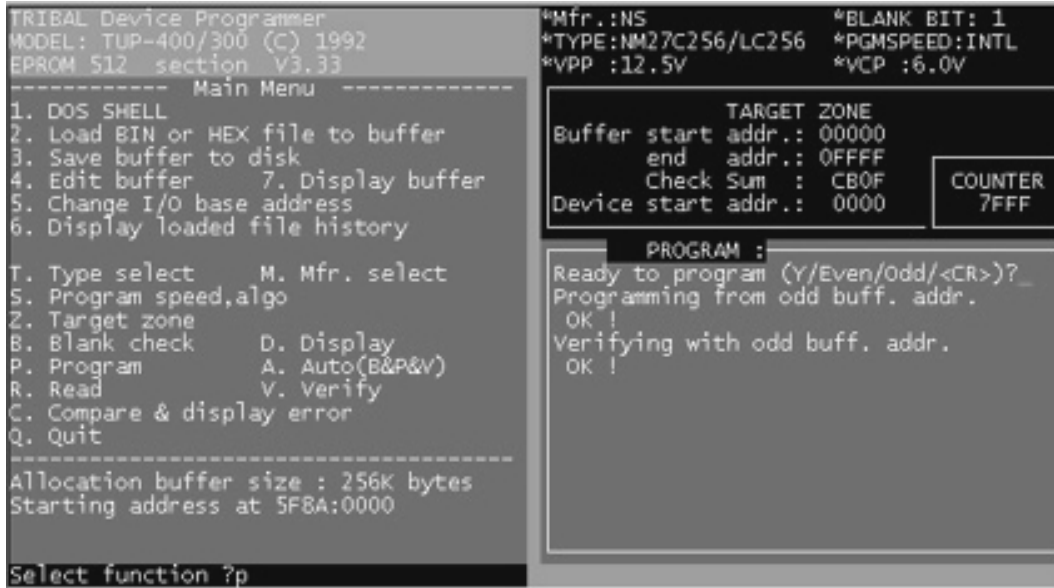 TRIBAL Device Programmer
MODEL: TUP-400/300 (C) 1992
EPROM 512 section V3.33
------------ Main Menu -------------
1. DOS SHELL
2. Load BIN or HEX file to buffer
3. Save buffer to disk
4. Edit buffer 7. Display buffer
5. Change I/O base address
6. Display loaded file history
T. Type select M. Mfr. select
S. Program speed,algo
Z. Target zone
B. Blank check D. Display
P. Program A. Auto(B&P&V)
R. Read V. Verify
C. Compare & display error
Q. Quit
Allocation buffer size : 256K bytes
Starting address at 5F8A:0000
Select function ?p
*Mfr.:NS *BLANK BIT: 1
*TYPE:NM27C256/LC256 *PGMSPEED:INTL
*VPP :12.5V *VCP :6.0V
TARGET ZONE
Buffer start addr.: 00000
end addr.: 0FFFF
Check Sum : CB0F
Device start addr.: 0000
COUNTER
7FFF
PROGRAM :
Ready to program (Y/Even/Odd/<CR>)?_
Programming from odd buff. addr.
OK !
Verifying with odd buff. addr.
OK !